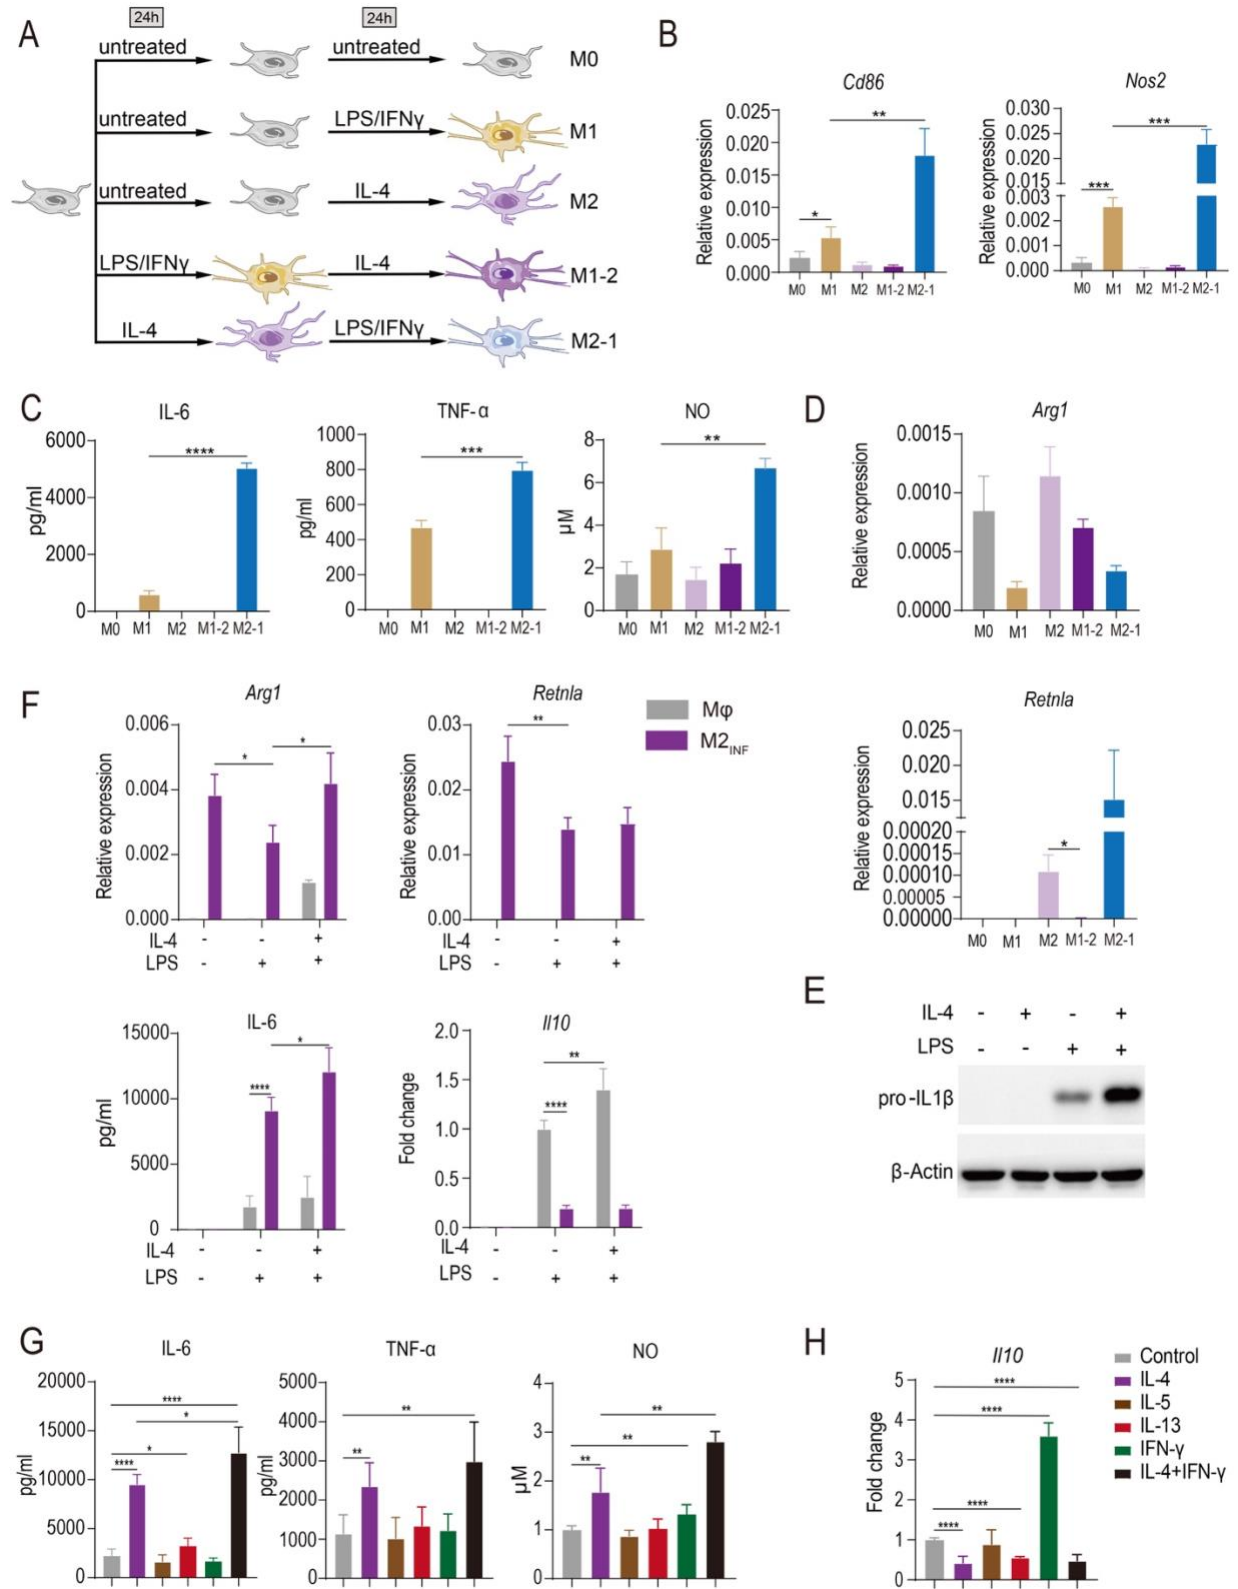 A
24h
24h
untreated
untreated
M0
untreated
LPS/IFNγ
M1
untreated
IL-4
M2
LPS/IFNγ
IL-4
M1-2
IL-4
LPS/IFNγ
M2-1
B
Cd86
Relative expression
0.025
0.020
0.015
0.010
0.005
0.000
*
**
M0 M1 M2 M1-2 M2-1
Nos2
Relative expression
0.030
0.025
0.020
0.015
0.003
0.002
0.001
0.000
***
***
M0 M1 M2 M1-2 M2-1
C
IL-6
pg/ml
6000
4000
2000
0
****
M0 M1 M2 M1-2 M2-1
TNF-α
pg/ml
1000
800
600
400
200
0
***
M0 M1 M2 M1-2 M2-1
NO
μM
8
6
4
2
0
**
M0 M1 M2 M1-2 M2-1
D
Arg1
Relative expression
0.0015
0.0010
0.0005
0.0000
M0 M1 M2 M1-2 M2-1
Retnla
Relative expression
0.025
0.020
0.015
0.00020
0.00015
0.00010
0.00005
0.00000
*
M0 M1 M2 M1-2 M2-1
E
IL-4 - + - +
LPS - - + +
pro-IL1β
β-Actin
F
Arg1
Relative expression
0.006
0.004
0.002
0.000
*
*
IL-4 - - +
LPS - + +
Retnla
Relative expression
0.03
0.02
0.01
0.00
**
IL-4 - - +
LPS - + +
Mφ
M2INF
IL-6
pg/ml
15000
10000
5000
0
****
*
IL-4 - - +
LPS - + +
Il10
Fold change
2.0
1.5
1.0
0.5
0.0
****
**
IL-4 - - +
LPS - + +
G
IL-6
pg/ml
20000
15000
10000
5000
0
****
*
*
****
TNF-α
pg/ml
5000
4000
3000
2000
1000
0
**
**
NO
μM
4
3
2
1
0
**
**
**
H
Il10
Fold change
5
4
3
2
1
0
****
****
****
****
Control
IL-4
IL-5
IL-13
IFN-γ
IL-4+IFN-γ